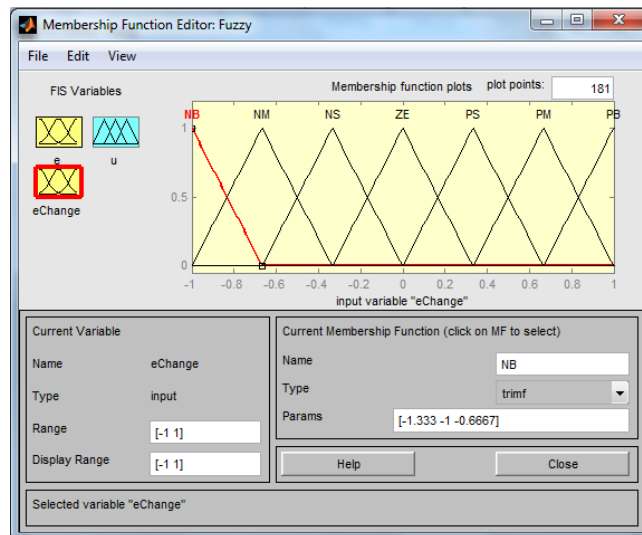 Membership Function Editor: Fuzzy
File Edit View
FIS Variables
Membership function plots plot points: 181
NB NM NS ZE PS PM PB
e u
eChange
1
0.5
0
-1 -0.8 -0.6 -0.4 -0.2 0 0.2 0.4 0.6 0.8 1
input variable "eChange"
Current Variable
Name eChange
Type input
Range [-1 1]
Display Range [-1 1]
Current Membership Function (click on MF to select)
Name NB
Type trimf
Params [-1.333 -1 -0.6667]
Help Close
Selected variable "eChange"